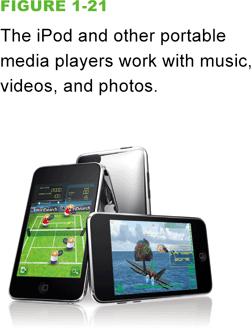 FIGURE 1-21
The iPod and other portable
media players work with music,
videos, and photos.